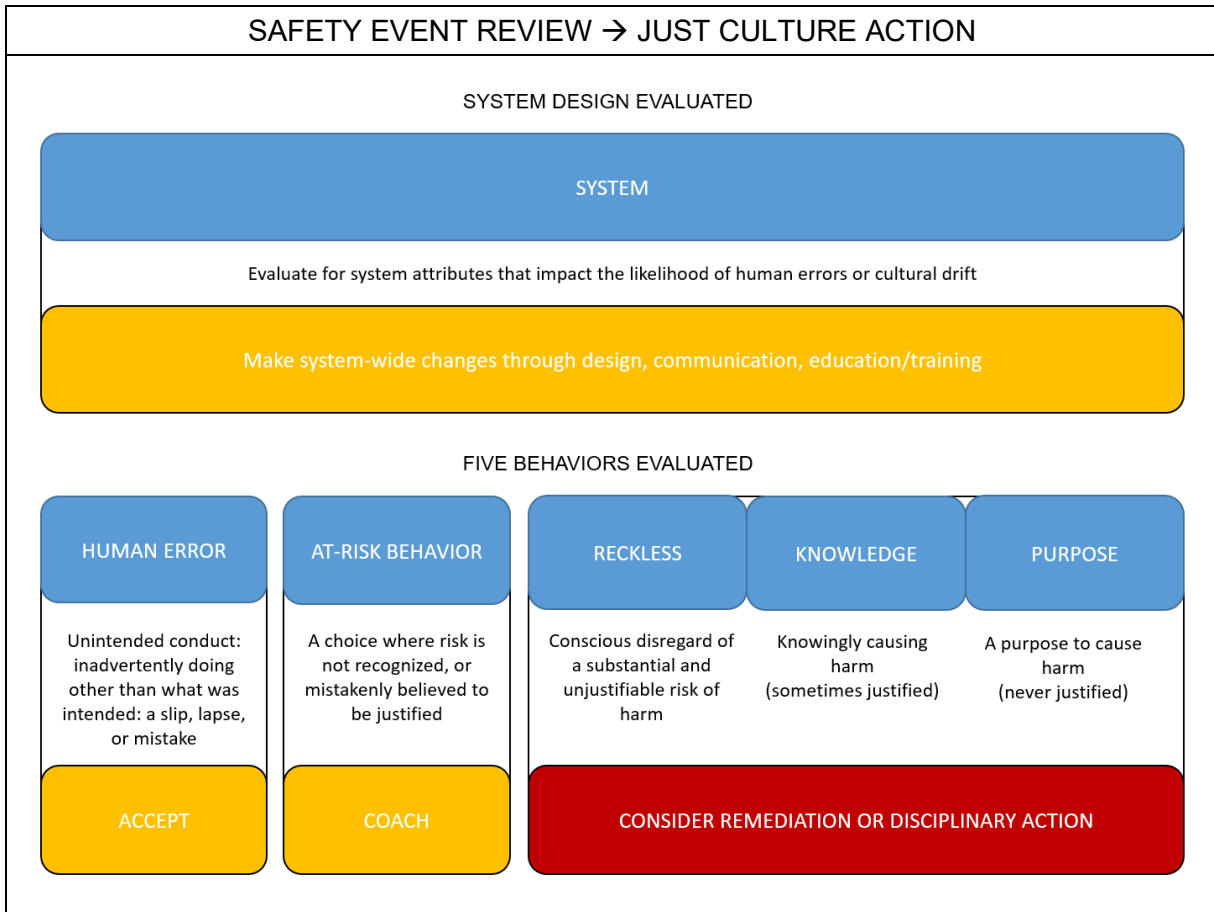 SAFETY EVENT REVIEW → JUST CULTURE ACTION
SYSTEM DESIGN EVALUATED
SYSTEM
Evaluate for system attributes that impact the likelihood of human errors or cultural drift
Make system-wide changes through design, communication, education/training
FIVE BEHAVIORS EVALUATED
HUMAN ERROR
Unintended conduct:
inadvertently doing
other than what was
intended: a slip, lapse,
or mistake
ACCEPT
AT-RISK BEHAVIOR
A choice where risk is
not recognized, or
mistakenly believed to
be justified
COACH
RECKLESS
Conscious disregard of
a substantial and
unjustifiable risk of
harm
KNOWLEDGE
Knowingly causing
harm
(sometimes justified)
PURPOSE
A purpose to cause
harm
(never justified)
CONSIDER REMEDIATION OR DISCIPLINARY ACTION